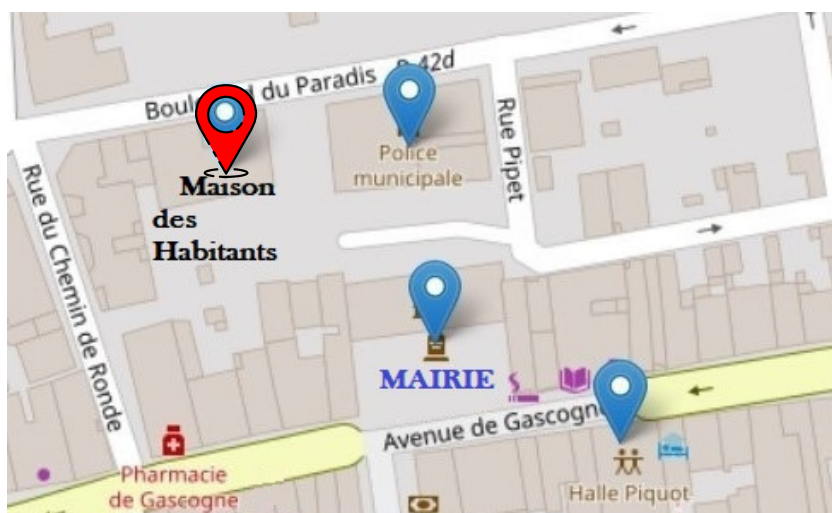 Boulevard du Paradis
42d
Police
municipale
Rue Pipet
Maison
des
Habitants
Rue du Chemin de Ronde
MAIRIE
Avenue de Gascogne
Pharmacie
de Gascogne
Halle Piquot